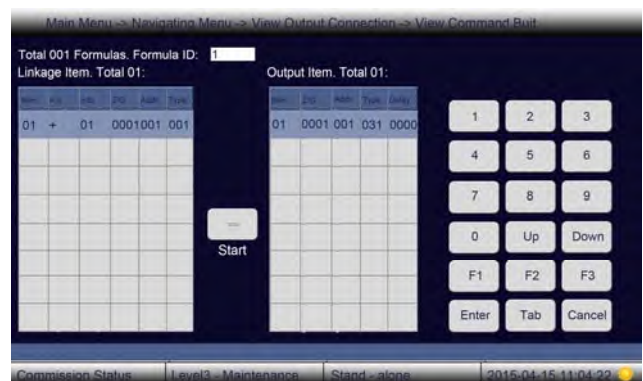 Main Menu -> Navigating Menu -> View Output Connection -> View Command Buit
Total 001 Formulas. Formula ID: 1
Linkage Item. Total 01:
Output Item. Total 01:
01 + 01 0001 001 001
01 0001 001 031 0000
Start
1 2 3
4 5 6
7 8 9
0 Up Down
F1 F2 F3
Enter Tab Cancel
Commission Status Level3 - Maintenance Stand - alone 2015-04-15 11:04:22